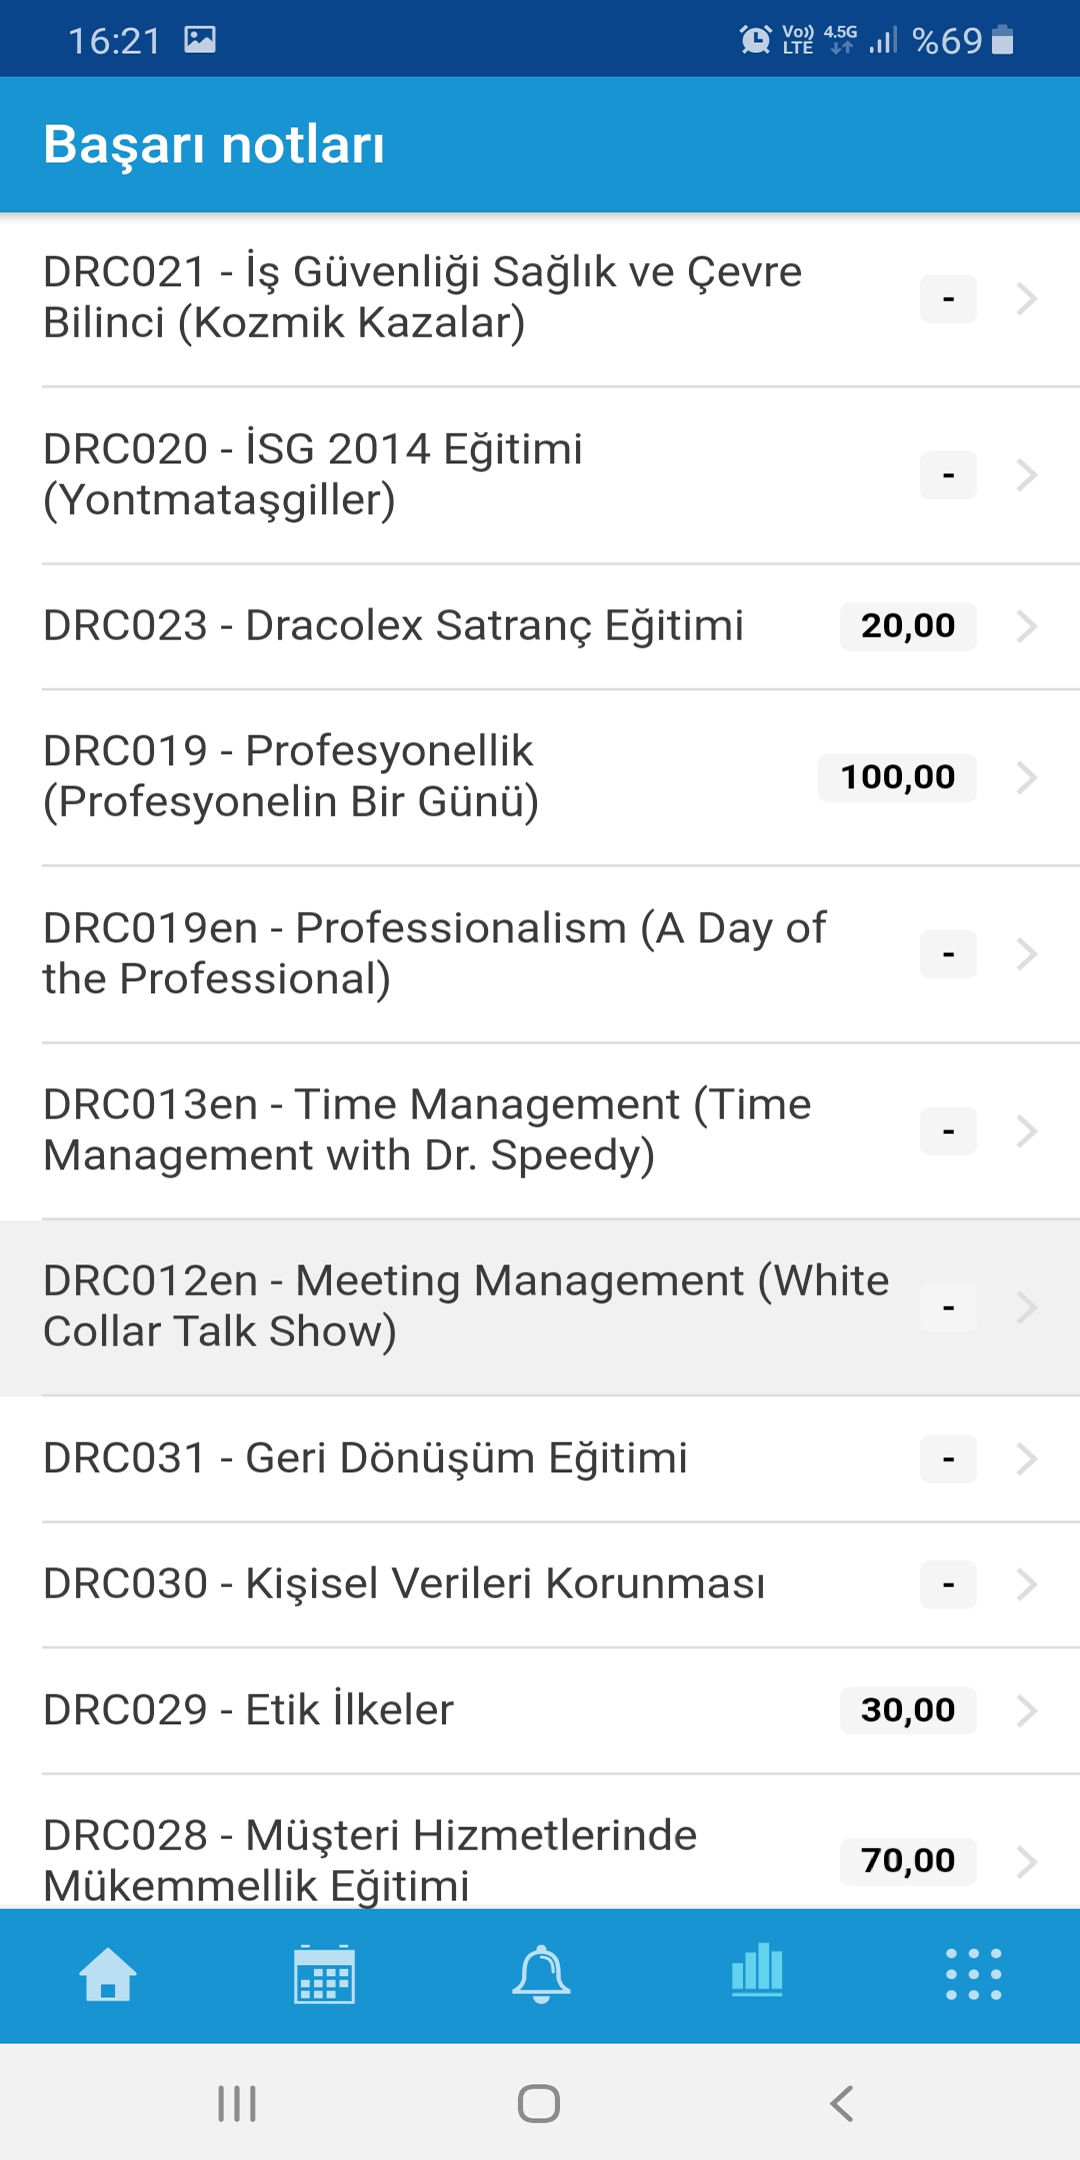 16:21
Vo)) 4.5G
LTE
%69
Başarı notları
DRC021 - İş Güvenliği Sağlık ve Çevre
Bilinci (Kozmik Kazalar)
-
DRC020 - İSG 2014 Eğitimi
(Yontmataşgiller)
-
DRC023 - Dracolex Satranç Eğitimi
20,00
DRC019 - Profesyonellik
(Profesyonelin Bir Günü)
100,00
DRC019en - Professionalism (A Day of
the Professional)
-
DRC013en - Time Management (Time
Management with Dr. Speedy)
-
DRC012en - Meeting Management (White
Collar Talk Show)
-
DRC031 - Geri Dönüşüm Eğitimi
-
DRC030 - Kişisel Verileri Korunması
-
DRC029 - Etik İlkeler
30,00
DRC028 - Müşteri Hizmetlerinde
Mükemmellik Eğitimi
70,00